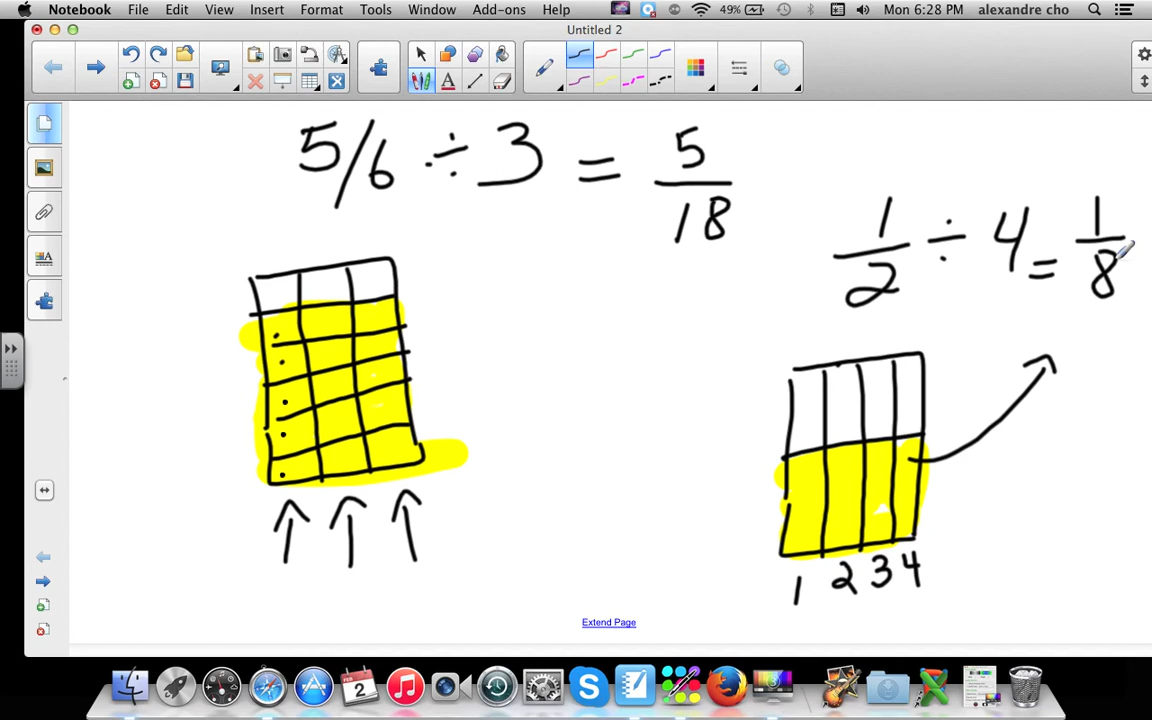 Notebook File Edit View Insert Format Tools Window Add-ons Help 49% Mon 6:28 PM alexandre cho
Untitled 2
5/6 ÷ 3 = 5/18
1/2 ÷ 4 = 1/8
1 2 3 4
Extend Page
2